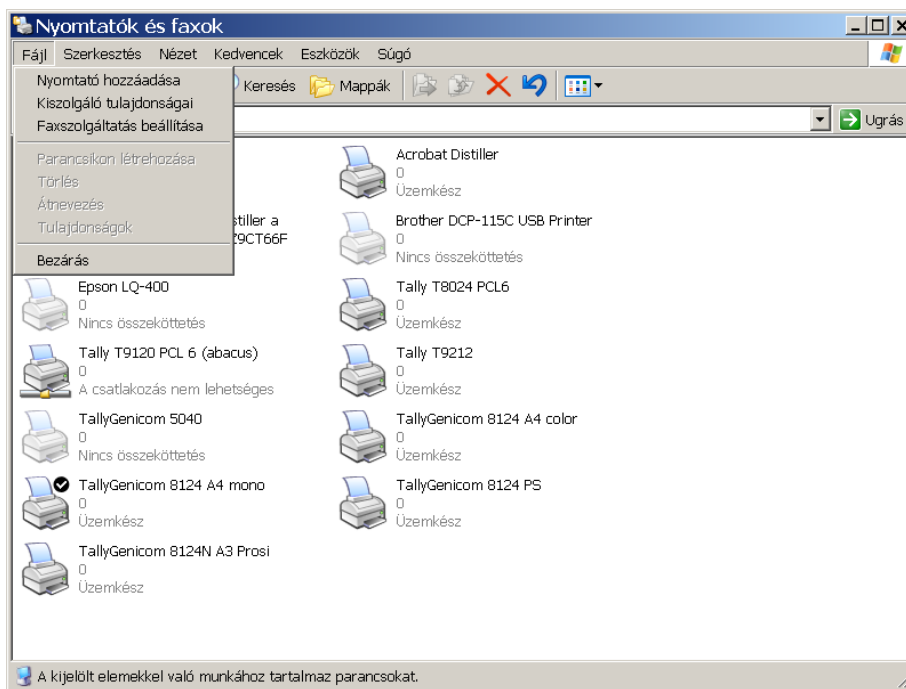 Nyomtatók és faxok
Fájl Szerkesztés Nézet Kedvencek Eszközök Súgó
Nyomtató hozzáadása
Kiszolgáló tulajdonságai
Faxszolgáltatás beállítása
Parancsikon létrehozása
Törlés
Átnevezés
Tulajdonságok
Bezárás
Keresés Mappák
Ugrás
Acrobat Distiller
0
Üzemkész
stiller a
9CT66F
Brother DCP-115C USB Printer
0
Nincs összeköttetés
Epson LQ-400
0
Nincs összeköttetés
Tally T8024 PCL6
0
Üzemkész
Tally T9120 PCL 6 (abacus)
0
A csatlakozás nem lehetséges
Tally T9212
0
Üzemkész
TallyGenicom 5040
0
Nincs összeköttetés
TallyGenicom 8124 A4 color
0
Üzemkész
TallyGenicom 8124 A4 mono
0
Üzemkész
TallyGenicom 8124 PS
0
Üzemkész
TallyGenicom 8124N A3 Prosi
0
Üzemkész
A kijelölt elemekkel való munkához tartalmaz parancsokat.